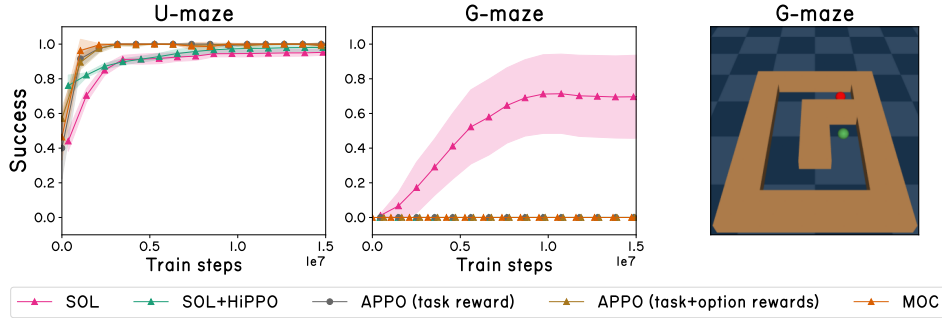 U-maze
G-maze
G-maze
Success
1.0
0.8
0.6
0.4
0.2
0.0
0.0
0.5
1.0
1.5
1e7
Train steps
1.0
0.8
0.6
0.4
0.2
0.0
0.0
0.5
1.0
1.5
1e7
Train steps
SOL
SOL+HiPPO
APPO (task reward)
APPO (task+option rewards)
MOC